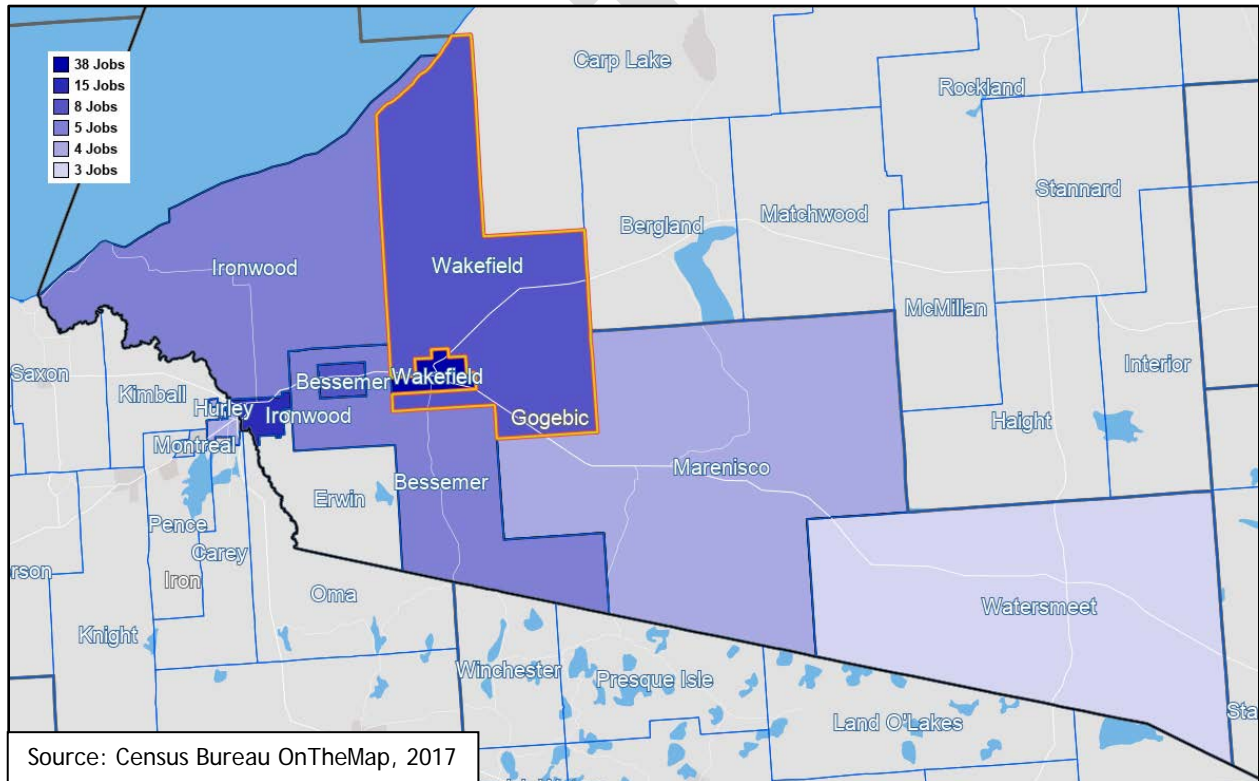 38 Jobs
15 Jobs
8 Jobs
5 Jobs
4 Jobs
3 Jobs
Carp Lake
Rockland
Stannard
Bergland
Matchwood
Ironwood
Wakefield
McMillan
Interior
Saxon
Kimball
Bessemer
Wakefield
Hurley
Ironwood
Gogebic
Haight
Montreal
Marenisco
Bessemer
Erwin
Pence
Carey
Iron
rson
Oma
Watersmeet
Knight
Winchester
Presque Isle
Land O'Lakes
Sta
Source: Census Bureau OnTheMap, 2017